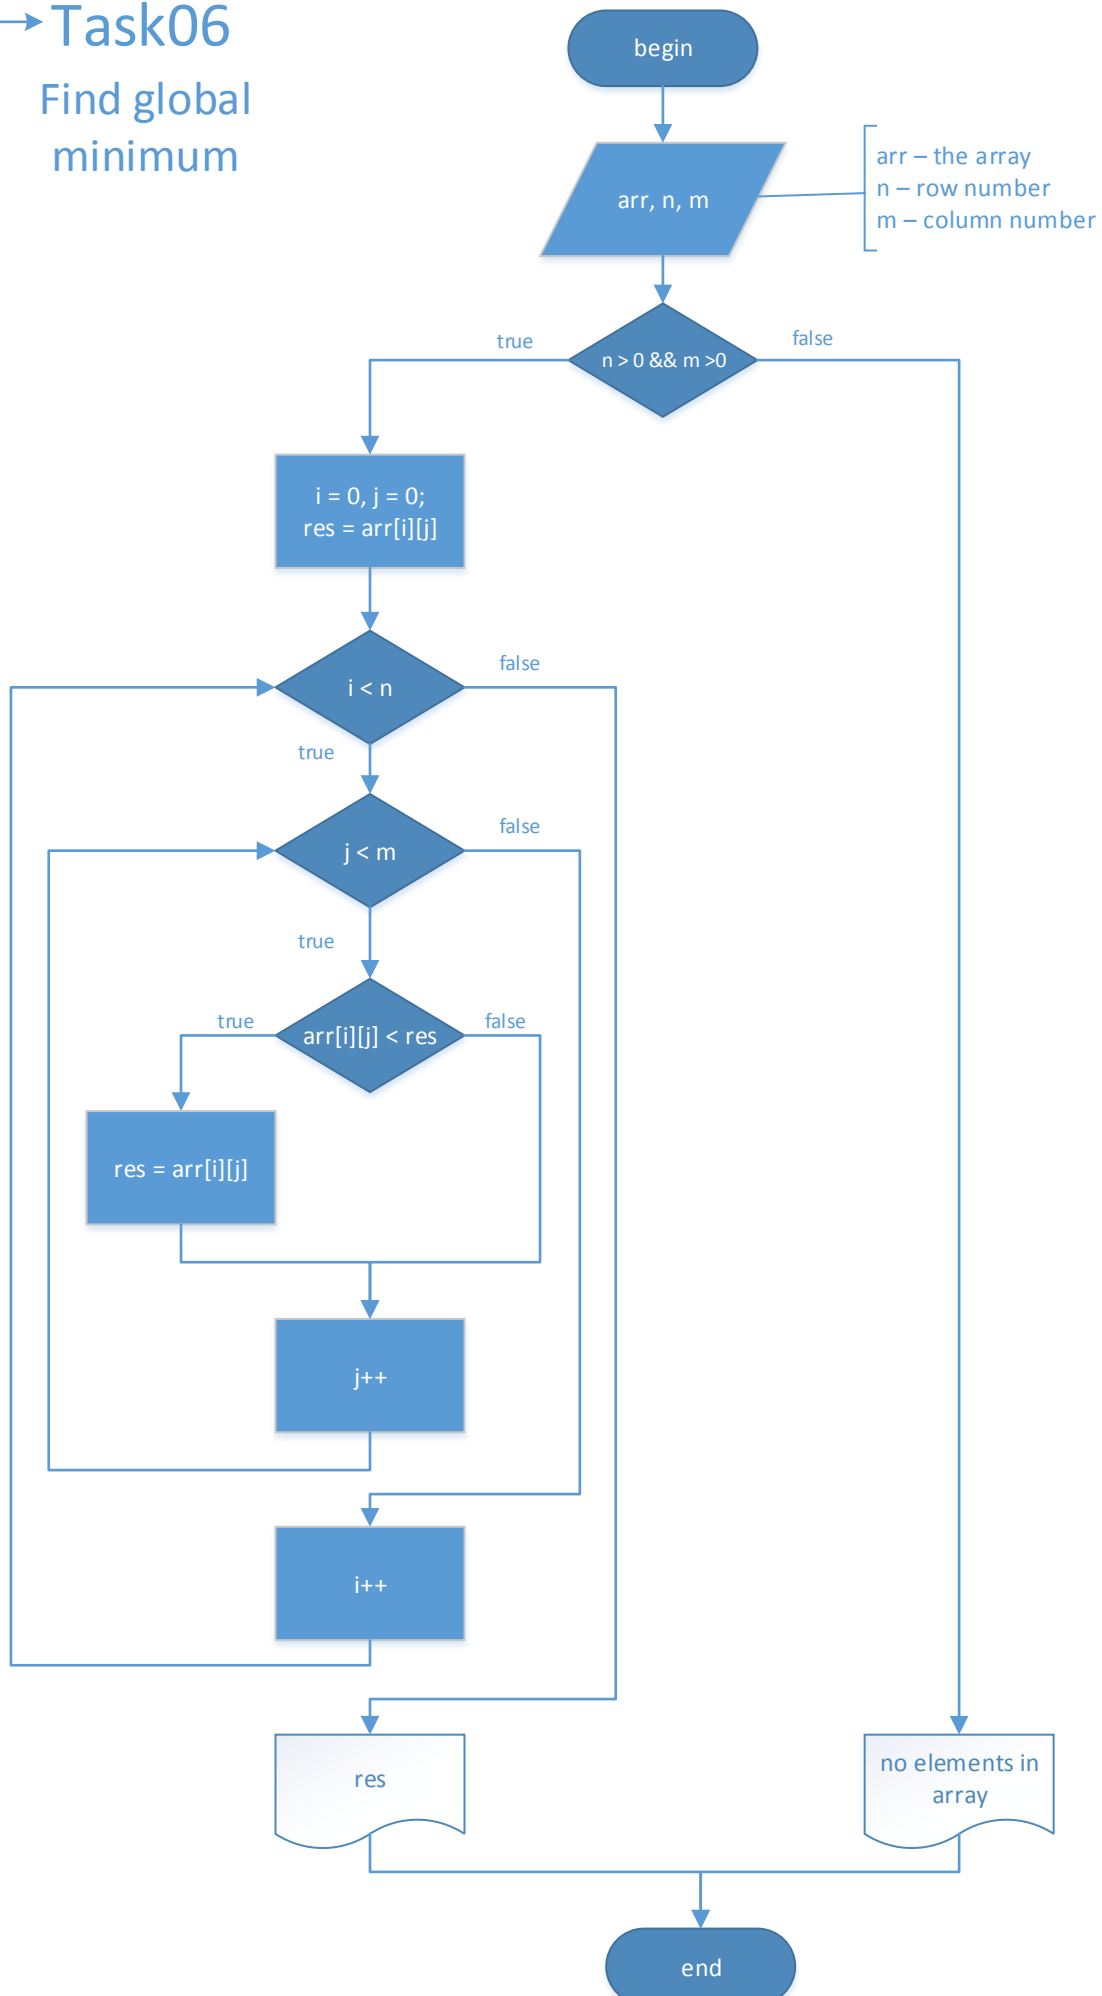 Task06
Find global
minimum
begin
arr, n, m
arr – the array
n – row number
m – column number
n > 0 && m >0
true
false
i = 0, j = 0;
res = arr[i][j]
i < n
false
true
j < m
false
true
arr[i][j] < res
true
false
res = arr[i][j]
j++
i++
res
no elements in
array
end